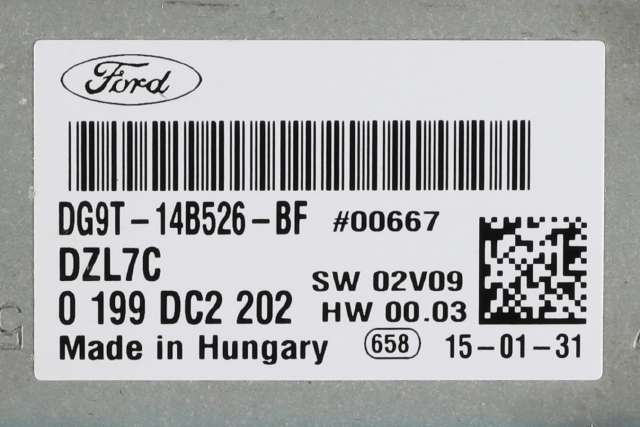 Ford
DG9T-14B526-BF #00667
DZL7C
SW 02V09
0 199 DC2 202
HW 00.03
Made in Hungary 658 15-01-31